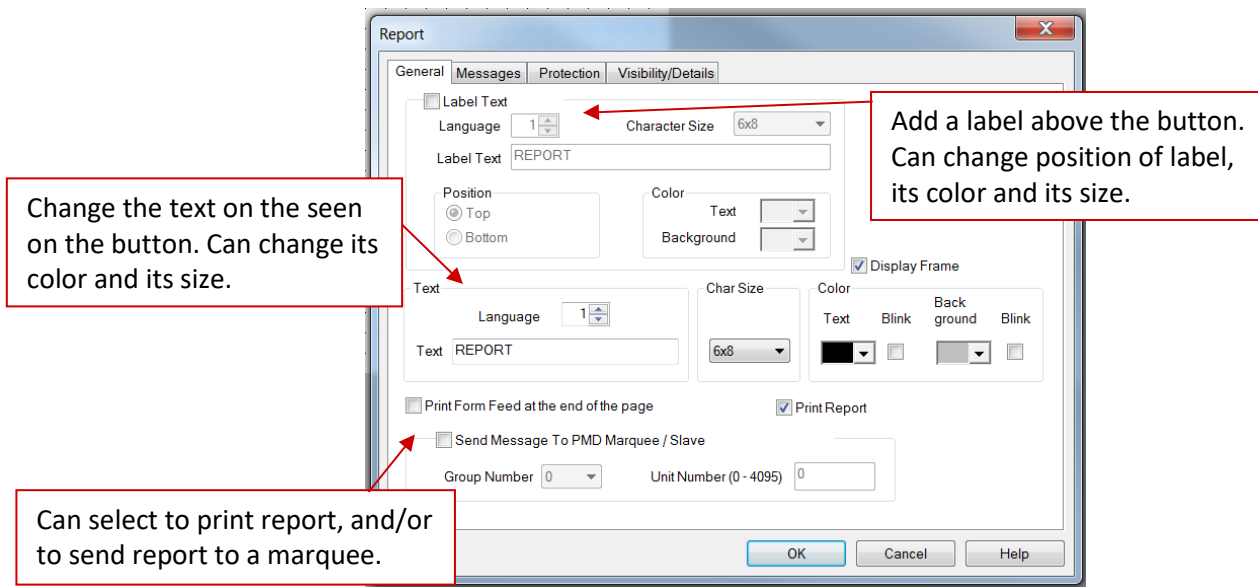 Report
X
General Messages Protection Visibility/Details
Label Text
Language 1 Character Size 6x8
Label Text REPORT
Position
Top
Bottom
Color
Text
Background
Add a label above the button.
Can change position of label,
its color and its size.
Change the text on the seen
on the button. Can change its
color and its size.
Display Frame
Text
Language 1
Text REPORT
Char Size
6x8
Color
Text Blink Back ground Blink
Print Form Feed at the end of the page
Print Report
Send Message To PMD Marquee / Slave
Group Number 0 Unit Number (0 - 4095) 0
Can select to print report, and/or
to send report to a marquee.
OK Cancel Help